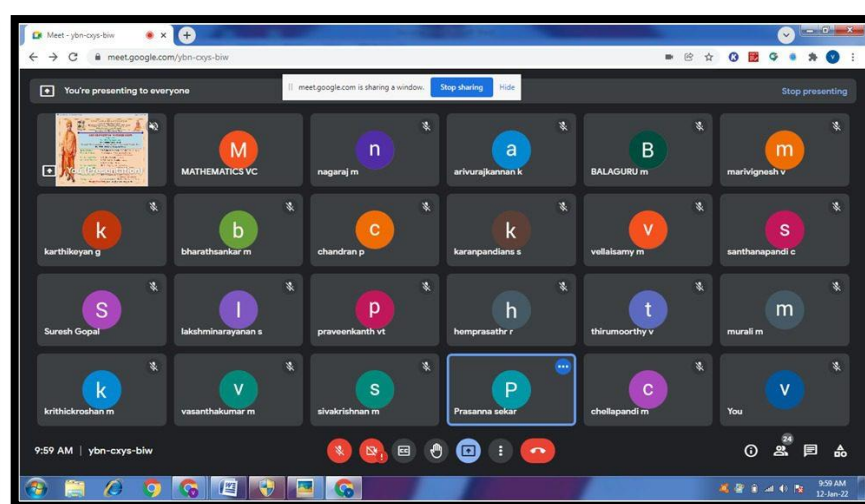 Meet - ybn-cxys-biw
meet.google.com/ybn-cxys-biw
You're presenting to everyone
meet.google.com is sharing a window.
Stop sharing
Hide
Stop presenting
You (Presentation)
M
MATHEMATICS VC
n
nagaraj m
a
arivurajkannan k
B
BALAGURU m
m
marivignesh v
k
karthikeyan g
b
bharathsankar m
c
chandran p
k
karanpandians s
v
vellaisamy m
s
santhanapandi c
S
Suresh Gopal
l
lakshminarayanan s
p
praveenkanth vt
h
hemprasathr r
t
thirumoorthy v
m
murali m
k
krithickroshan m
v
vasanthakumar m
s
sivakrishnan m
P
Prasanna sekar
c
chellapandi m
V
You
9:59 AM | ybn-cxys-biw
24
9:59 AM
12-Jan-22